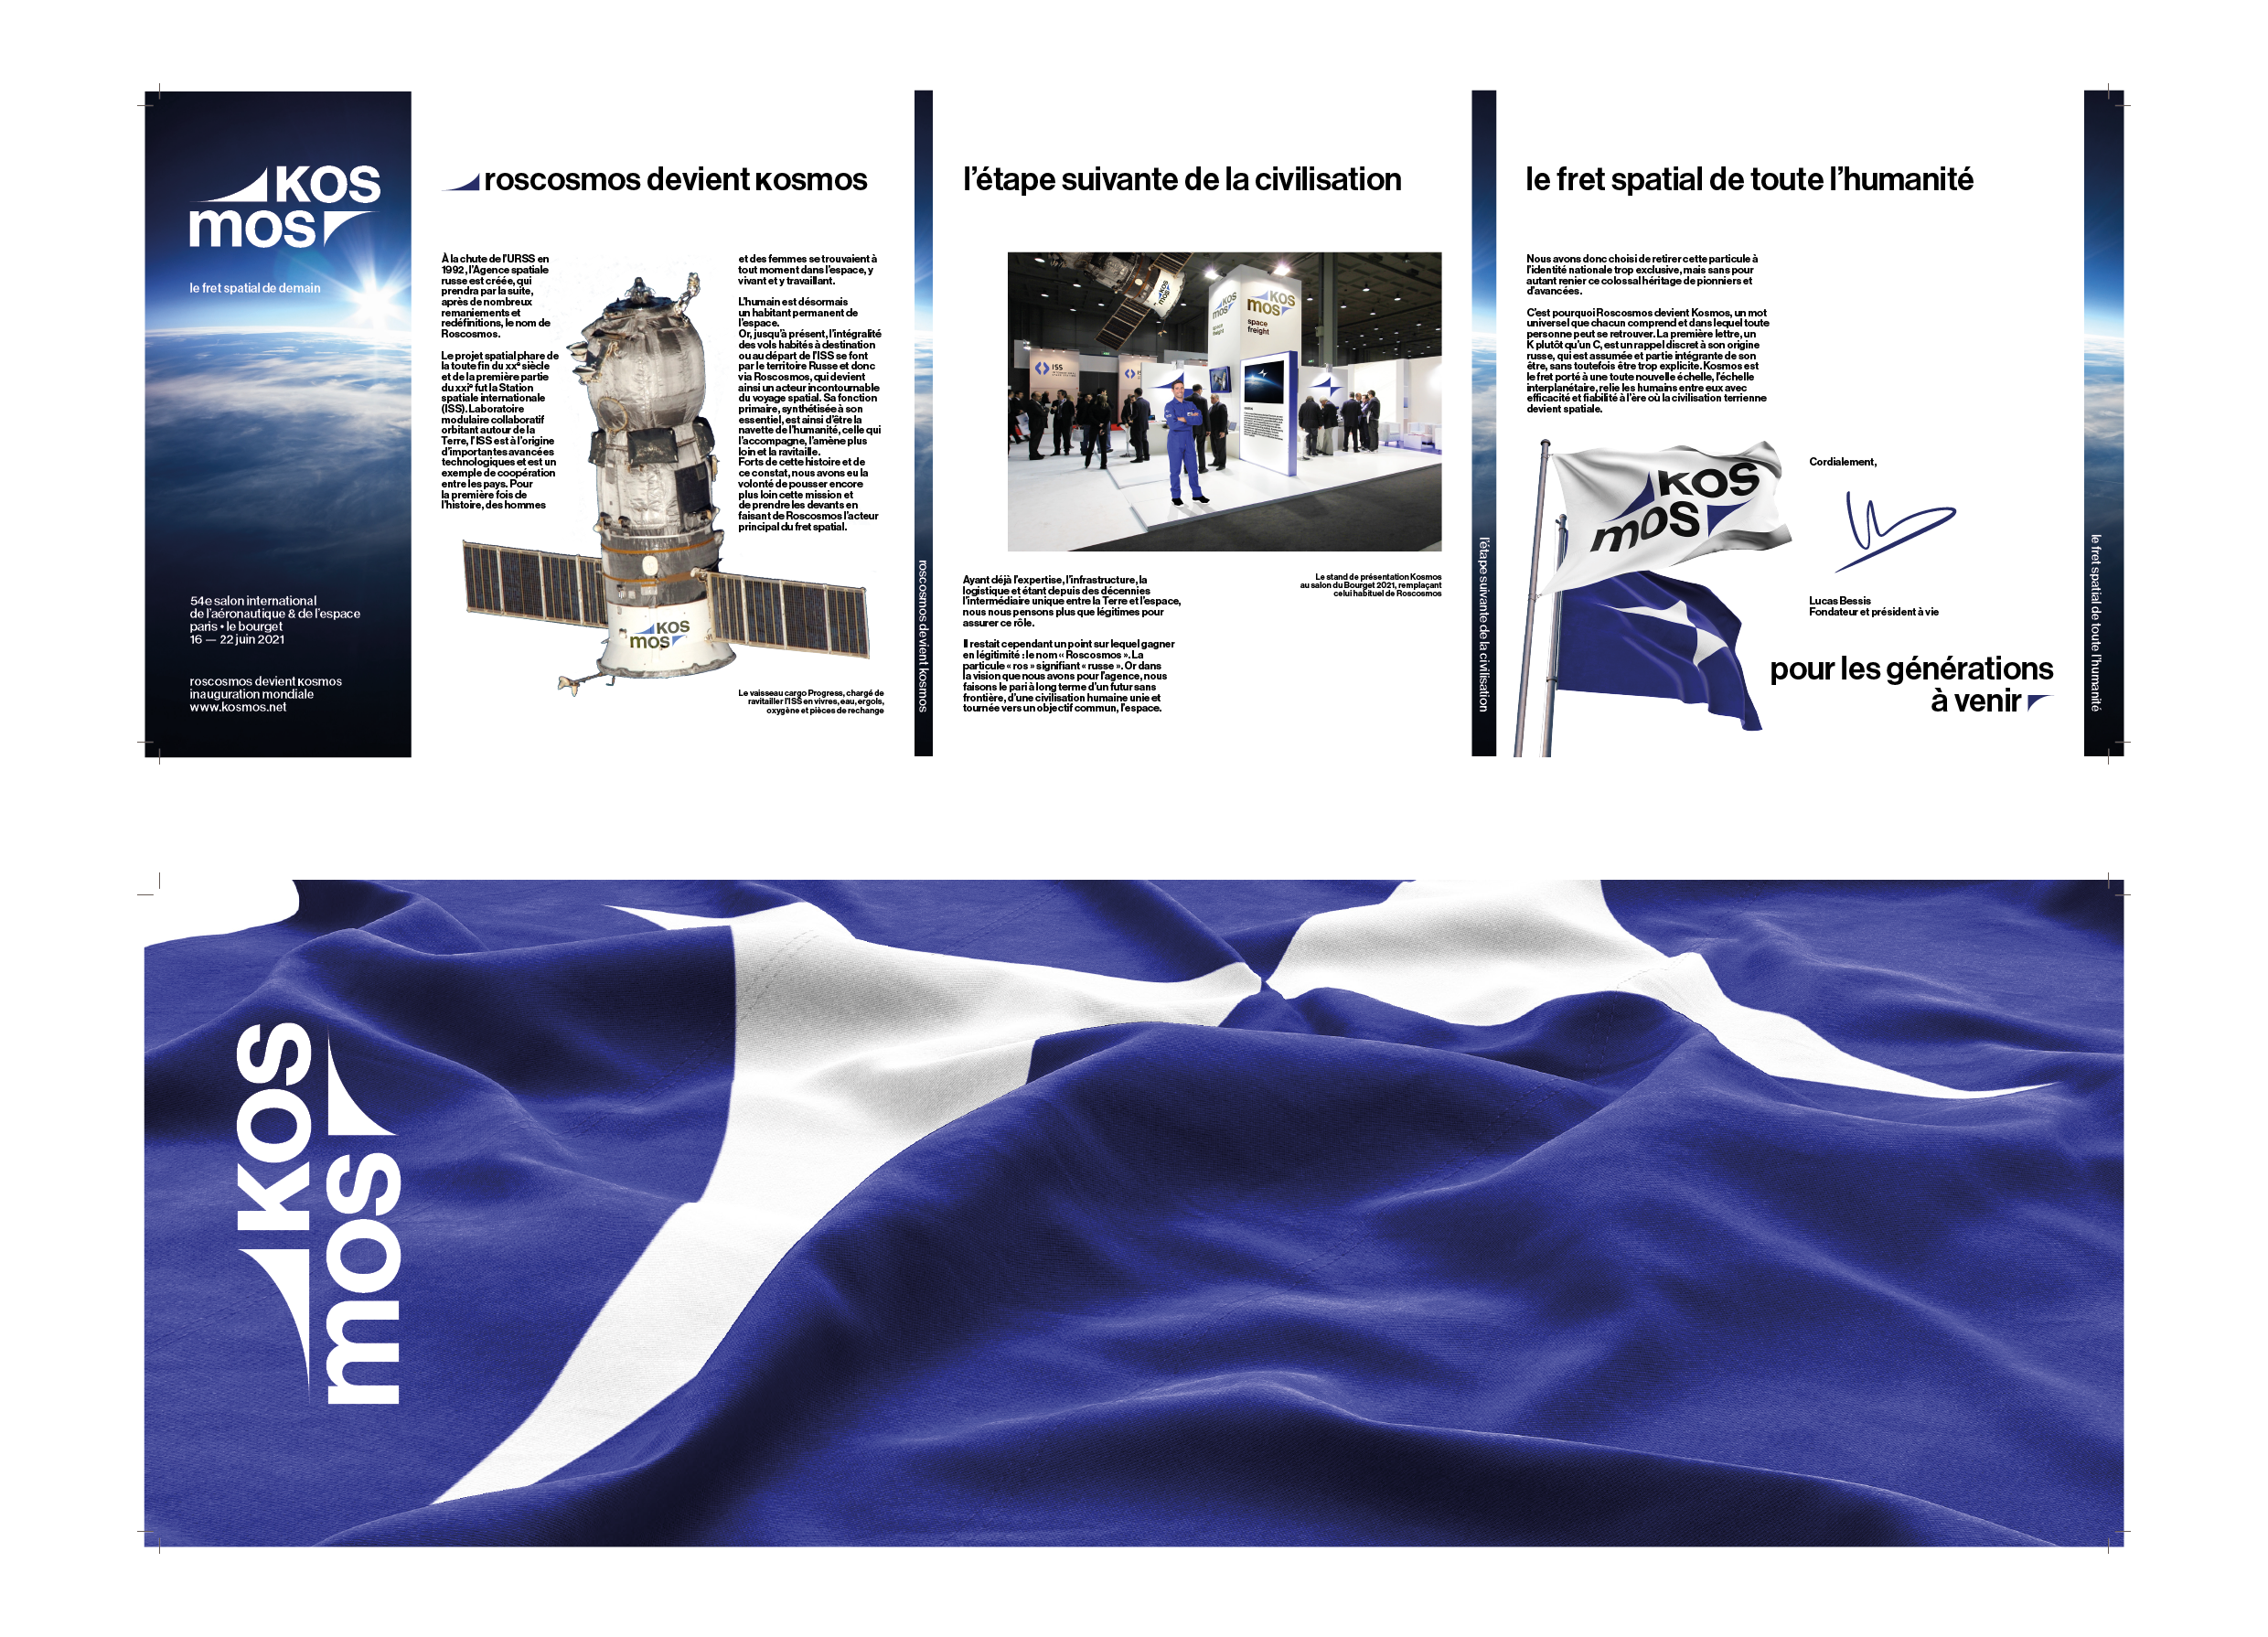 кos
mos
le fret spatial de demain
54e salon international
de l'aéronautique & de l'espace
paris • le bourget
16 — 22 juin 2021
roscosmos devient кosmos
inauguration mondiale
www.kosmos.net
roscosmos devient кosmos
À la chute de l'URSS en
1992, l'Agence spatiale
russe est créée, qui
prendra par la suite,
après de nombreux
remaniements et
redéfinitions, le nom de
Roscosmos.
Le projet spatial phare de
la toute fin du xxᵉ siècle
et de la première partie
du xxiᵉ fut la Station
spatiale internationale
(ISS). Laboratoire
modulaire collaboratif
orbitant autour de la
Terre, l'ISS est à l'origine
d'importantes avancées
technologiques et est un
exemple de coopération
entre les pays. Pour
la première fois de
l'histoire, des hommes
et des femmes se trouvaient à
tout moment dans l'espace, y
vivant et y travaillant.
L'humain est désormais
un habitant permanent de
l'espace.
Or, jusqu'à présent, l'intégralité
des vols habités à destination
ou au départ de l'ISS se font
par le territoire Russe et donc
via Roscosmos, qui devient
ainsi un acteur incontournable
du voyage spatial. Sa fonction
primaire, synthétisée à son
essentiel, est ainsi d'être la
navette de l'humanité, celle qui
l'accompagne, l'amène plus
loin et la ravitaille.
Forts de cette histoire et de
ce constat, nous avons eu la
volonté de pousser encore
plus loin cette mission et
de prendre les devants en
faisant de Roscosmos l'acteur
principal du fret spatial.
кos
mos
Le vaisseau cargo Progress, chargé de
ravitailler l'ISS en vivres, eau, ergols,
oxygène et pièces de rechange
roscosmos devient kosmos
l'étape suivante de la civilisation
кos
mos
кos
mos
кos
mos
space
freight
ISS
ISS
Le stand de présentation Kosmos
au salon du Bourget 2021, remplaçant
celui habituel de Roscosmos
Ayant déjà l'expertise, l'infrastructure, la
logistique et étant depuis des décennies
l'intermédiaire unique entre la Terre et l'espace,
nous nous pensons plus que légitimes pour
assurer ce rôle.
Il restait cependant un point sur lequel gagner
en légitimité : le nom « Roscosmos ». La
particule « ros » signifiant « russe ». Or dans
la vision que nous avons pour l'agence, nous
faisons le pari à long terme d'un futur sans
frontière, d'une civilisation humaine unie et
tournée vers un objectif commun, l'espace.
l'étape suivante de la civilisation
le fret spatial de toute l'humanité
Nous avons donc choisi de retirer cette particule à
l'identité nationale trop exclusive, mais sans pour
autant renier ce colossal héritage de pionniers et
d'avancées.
C'est pourquoi Roscosmos devient Kosmos, un mot
universel que chacun comprend et dans lequel toute
personne peut se retrouver. La première lettre, un
K plutôt qu'un C, est un rappel discret à son origine
russe, qui est assumée et partie intégrante de son
être, sans toutefois être trop explicite. Kosmos est
le fret porté à une toute nouvelle échelle, l'échelle
interplanétaire, relie les humains entre eux avec
efficacité et fiabilité à l'ère où la civilisation terrienne
devient spatiale.
кos
mos
Cordialement,
Lucas Bessis
Fondateur et président à vie
pour les générations
à venir
le fret spatial de toute l'humanité
кos
mos